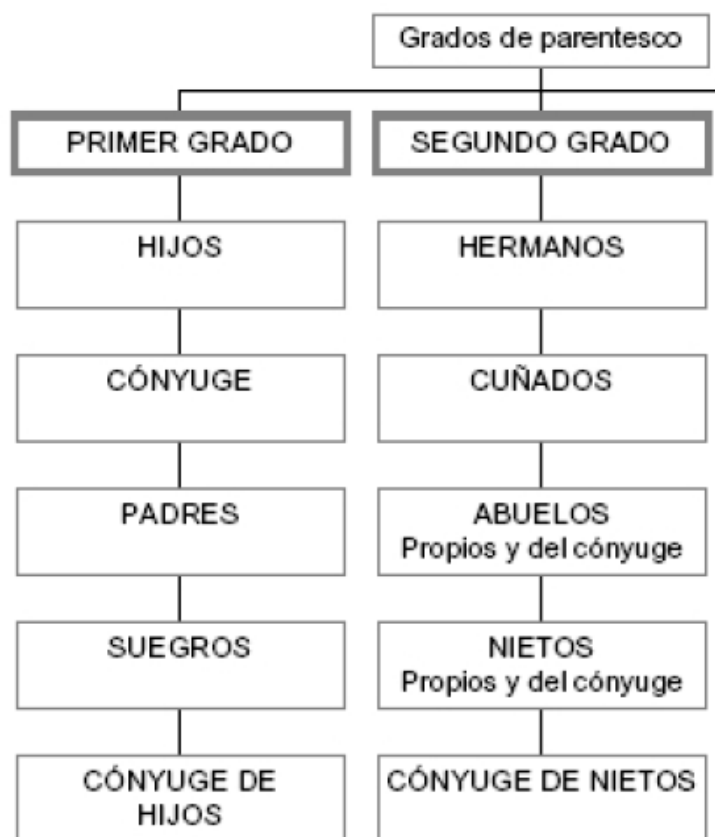 Grados de parentesco
PRIMER GRADO
HIJOS
CÓNYUGE
PADRES
SUEGROS
CÓNYUGE DE
HIJOS
SEGUNDO GRADO
HERMANOS
CUÑADOS
ABUELOS
Propios y del cónyuge
NIETOS
Propios y del cónyuge
CÓNYUGE DE NIETOS